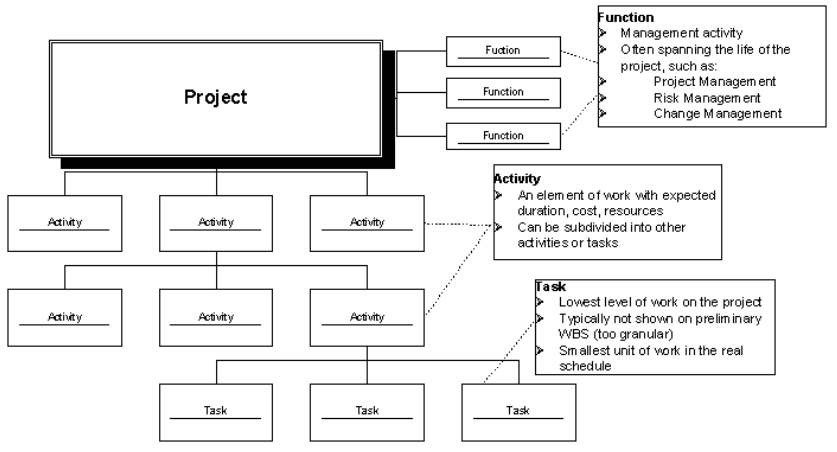 Project
Fuction
Function
Function
Function
➢ Management activity
➢ Often spanning the life of the
project, such as:
➢ Project Management
➢ Risk Management
➢ Change Management
Activity
Activity
Activity
Activity
➢ An element of work with expected
duration, cost, resources
➢ Can be subdivided into other
activities or tasks
Activity
Activity
Activity
Task
➢ Lowest level of work on the project
➢ Typically not shown on preliminary
WBS (too granular)
➢ Smallest unit of work in the real
schedule
Task
Task
Task